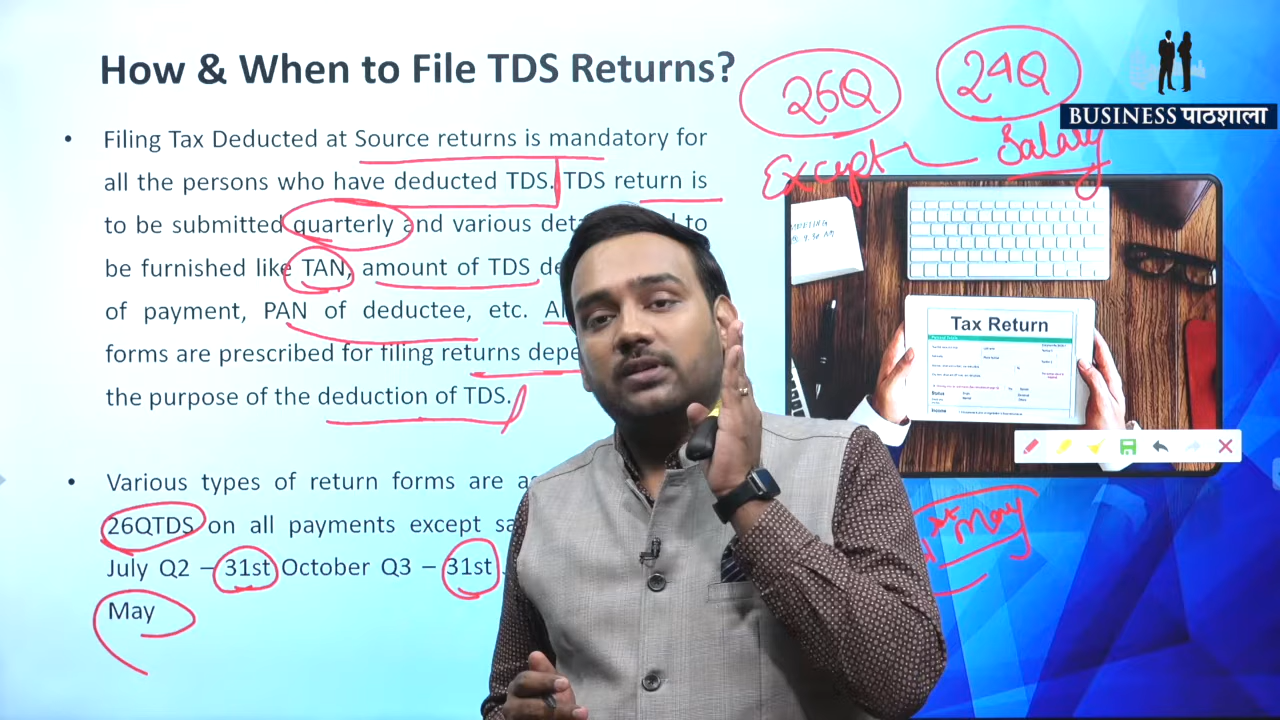 How & When to File TDS Returns?
26Q
24Q
BUSINESS पाठशाला
Except
Salary
• Filing Tax Deducted at Source returns is mandatory for
all the persons who have deducted TDS. TDS return is
to be submitted quarterly and various
be furnished like TAN, amount of TDS
of payment, PAN of deductee, etc.
forms are prescribed for filing returns
the purpose of the deduction of TDS.
• Various types of return forms are
26QTDS on all payments except
July Q2 – 31st October Q3 – 31st
May
MEETING
Tax Return
May